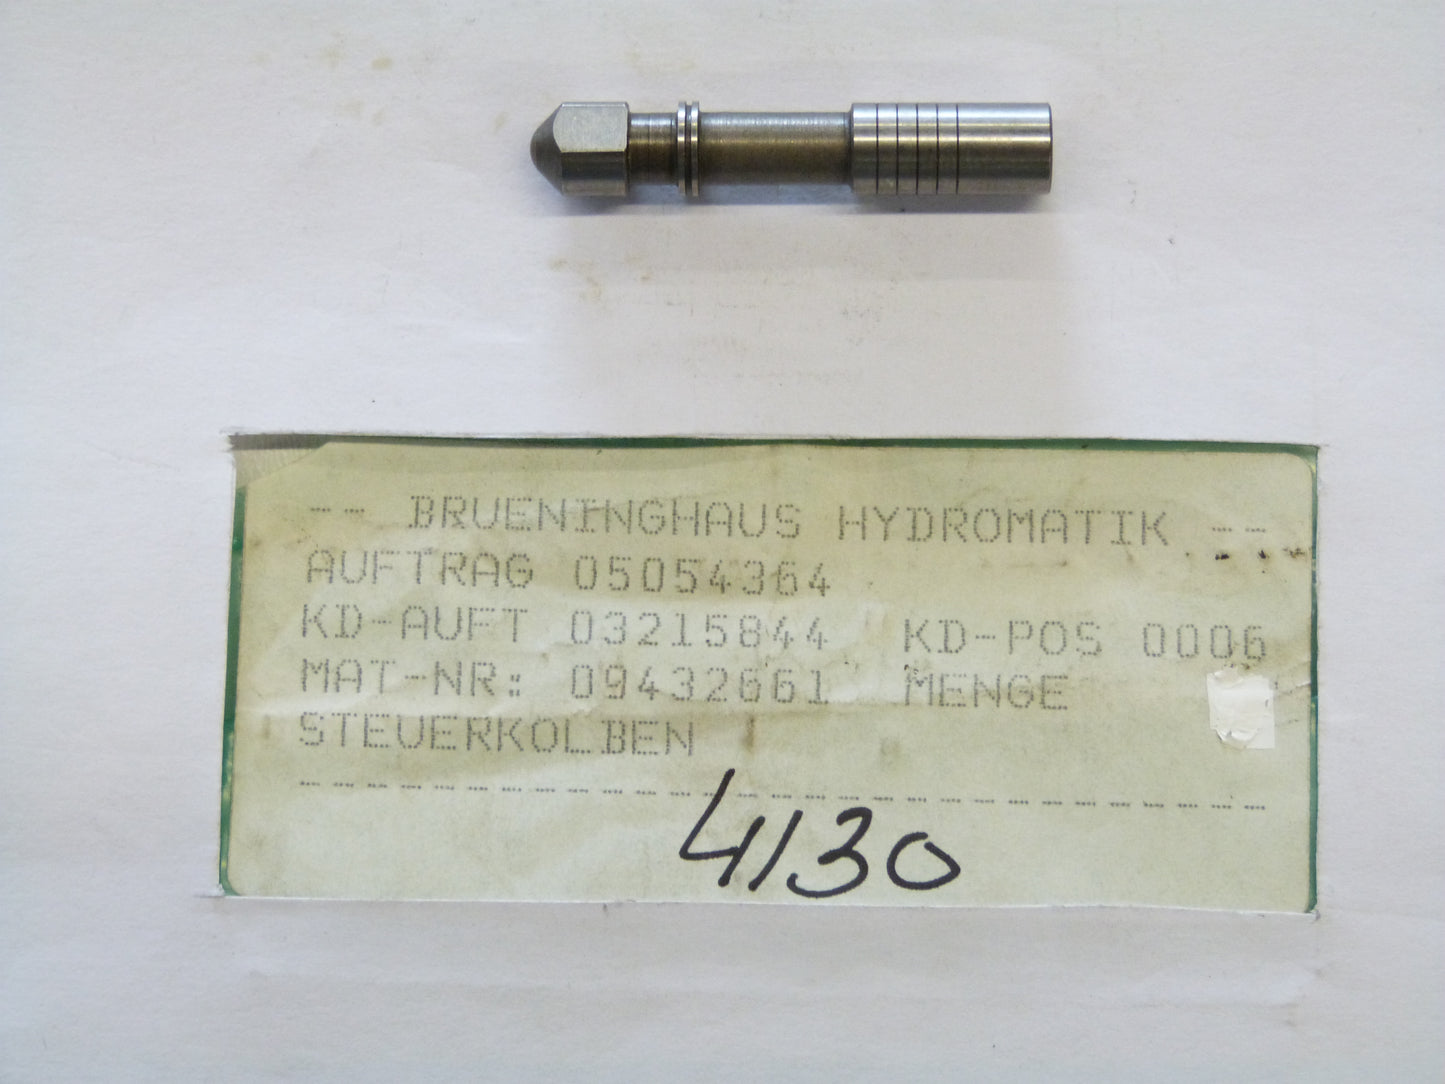 -- BRUENINGHAUS HYDROMATIK --
AUFTRAG 05054364
KD-AUFT 03215844 KD-POS 0006
MAT-NR: 09432661 MENGE
STEUERKOLBEN
4130